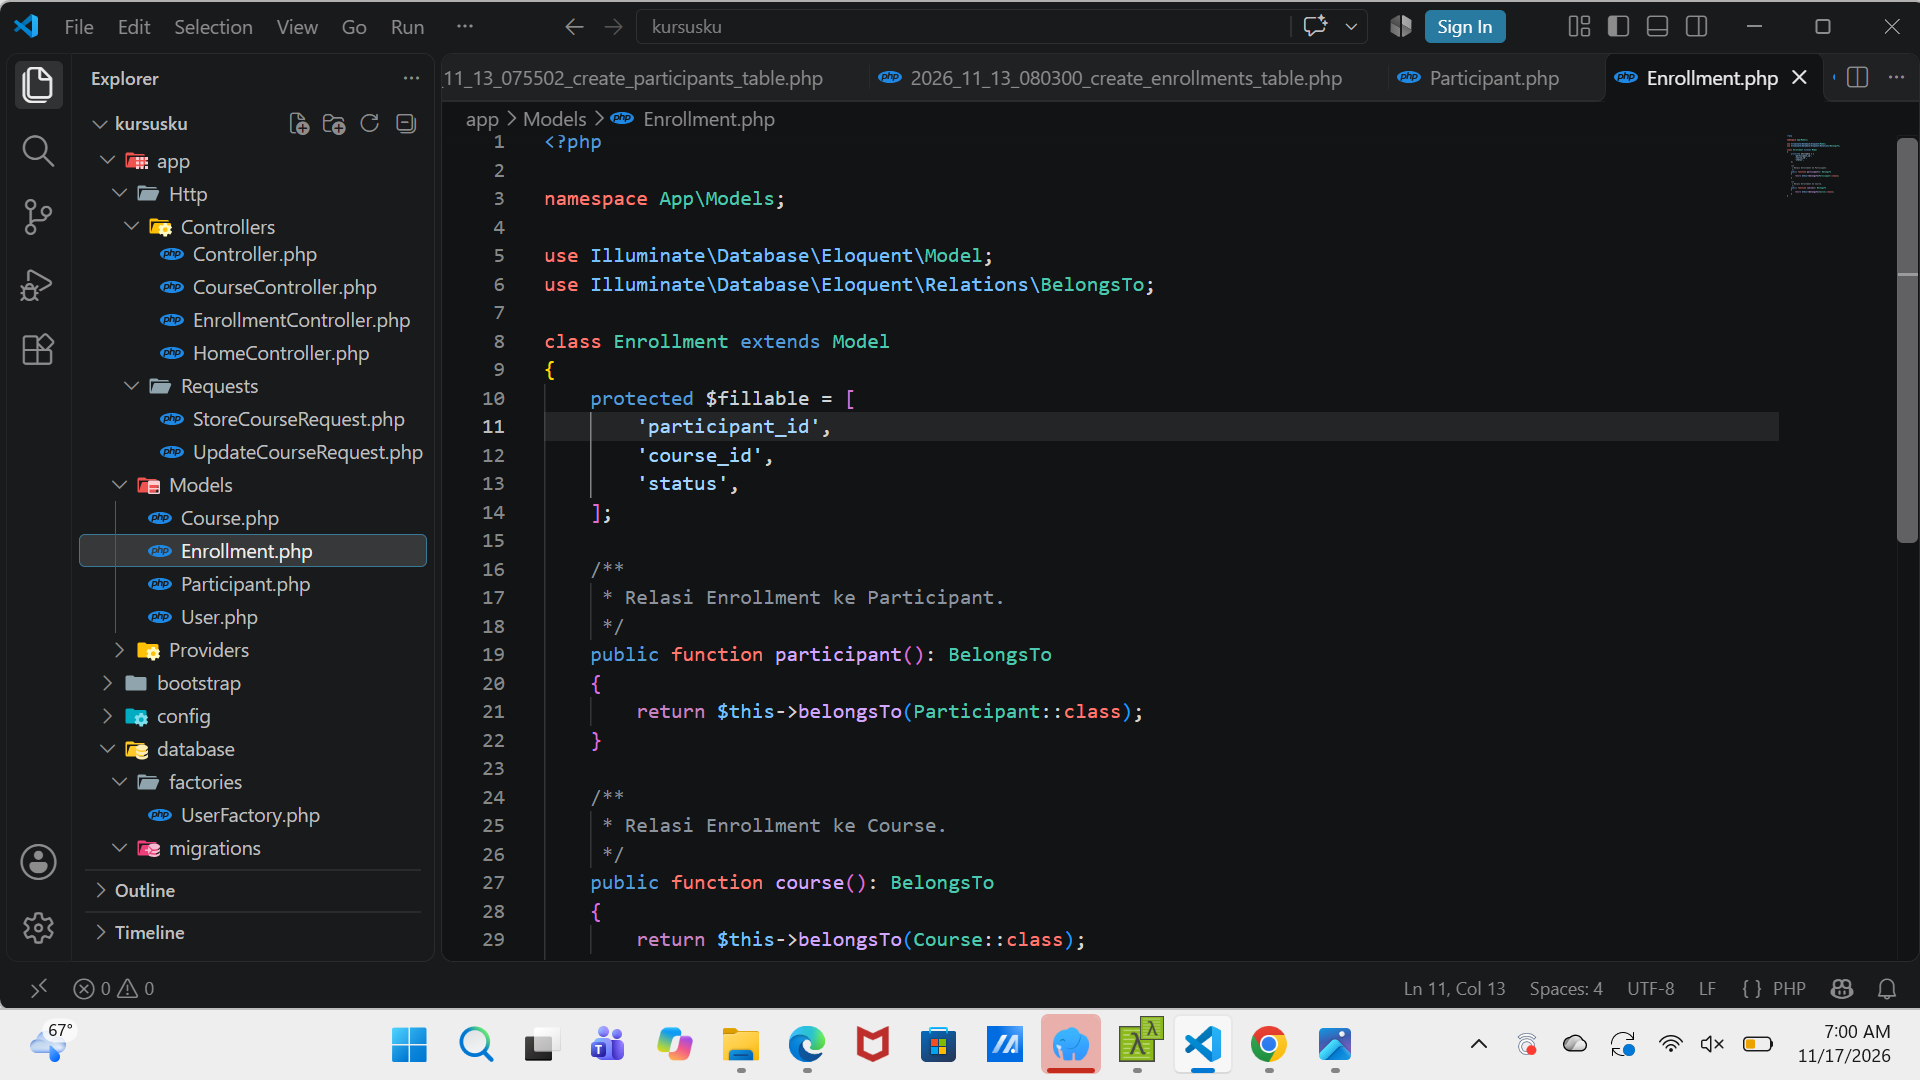 File Edit Selection View Go Run ··· kursusku Sign In
Explorer ···
11_13_075502_create_participants_table.php 2026_11_13_080300_create_enrollments_table.php Participant.php Enrollment.php
kursusku
app
Http
Controllers
Controller.php
CourseController.php
EnrollmentController.php
HomeController.php
Requests
StoreCourseRequest.php
UpdateCourseRequest.php
Models
Course.php
Enrollment.php
Participant.php
User.php
Providers
bootstrap
config
database
factories
UserFactory.php
migrations
Outline
Timeline
app > Models > Enrollment.php
1 <?php
2
3 namespace App\Models;
4
5 use Illuminate\Database\Eloquent\Model;
6 use Illuminate\Database\Eloquent\Relations\BelongsTo;
7
8 class Enrollment extends Model
9 {
10 protected $fillable = [
11 'participant_id',
12 'course_id',
13 'status',
14 ];
15
16 /**
17 * Relasi Enrollment ke Participant.
18 */
19 public function participant(): BelongsTo
20 {
21 return $this->belongsTo(Participant::class);
22 }
23
24 /**
25 * Relasi Enrollment ke Course.
26 */
27 public function course(): BelongsTo
28 {
29 return $this->belongsTo(Course::class);
0 0 Ln 11, Col 13 Spaces: 4 UTF-8 LF { } PHP
67°
7:00 AM
11/17/2026